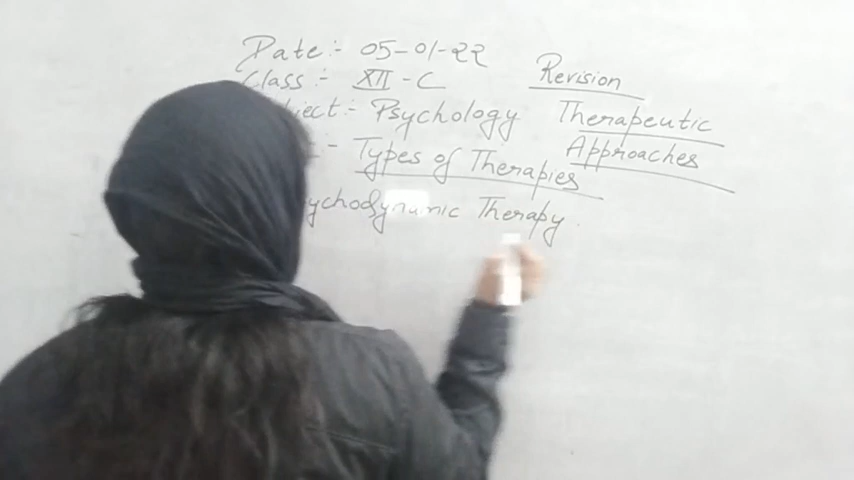 Date :- 05-01-22
Class :- XII - C
Revision
ject :- Psychology
Therapeutic
:- Types of Therapies
Approaches
ychodynamic Therapy.